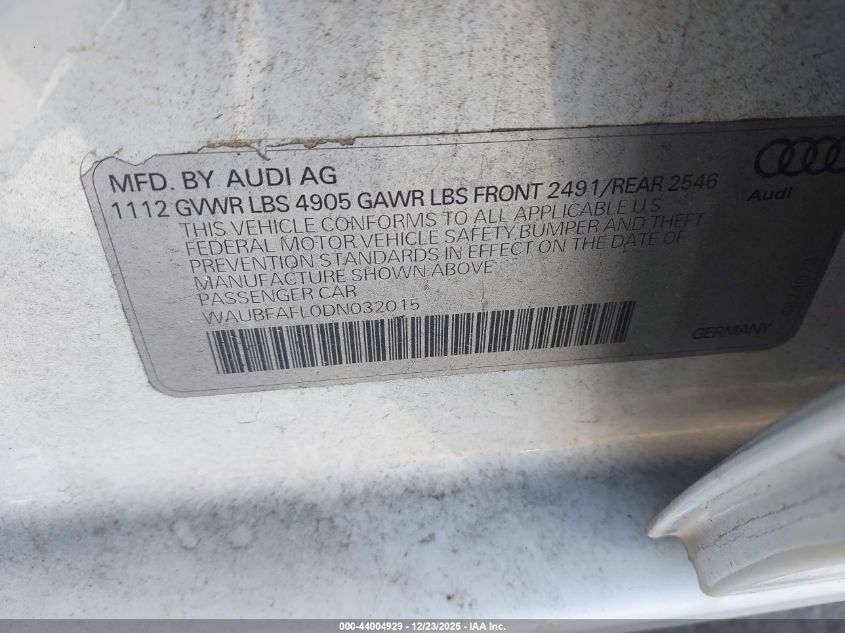 MFD. BY AUDI AG
1112 GVWR LBS 4905 GAWR LBS FRONT 2491/REAR 2546
THIS VEHICLE CONFORMS TO ALL APPLICABLE U.S.
FEDERAL MOTOR VEHICLE SAFETY,BUMPER AND THEFT
PREVENTION STANDARDS IN EFFECT ON THE DATE OF
MANUFACTURE SHOWN ABOVE
PASSENGER CAR
WAUBFAFL0DN032015
Audi
GERMANY
000-44004929 - 12/23/2025 - IAA Inc.